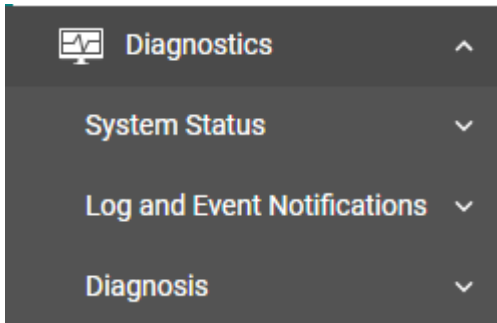 Diagnostics
System Status
Log and Event Notifications
Diagnosis